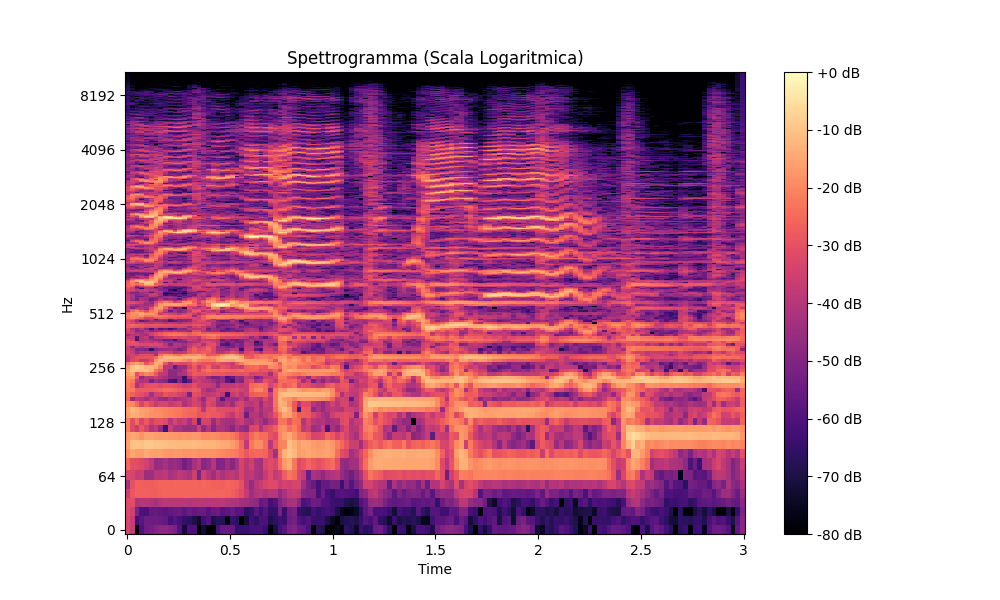 Spettrogramma (Scala Logaritmica)
Hz
8192
4096
2048
1024
512
256
128
64
0
0 0.5 1 1.5 2 2.5 3
Time
+0 dB
-10 dB
-20 dB
-30 dB
-40 dB
-50 dB
-60 dB
-70 dB
-80 dB